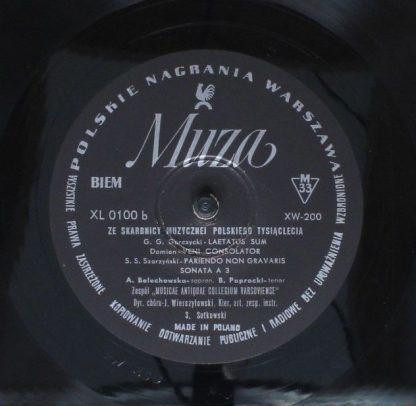 POLSKIE NAGRANIA WARSZAWA
Muza
BIEM
M
33
XL 0100 b
XW-200
ZE SKARBNICY MUZYCZNEJ POLSKIEGO TYSIĄCLECIA
G. G. Gorczycki-LAETATUS SUM
Damian-VENI CONSOLATOR
S. S. Szarzyński-PARIENDO NON GRAVARIS
SONATA A 3
A. Bolechowska-sopran, B. Paprocki-tenor
Zespół „MUSICAE ANTIQUAE COLLEGIUM VARSOVIENSE"
Dyr. chóru-J. Wierszyłowski, Kier. art. zesp. instr.
S. Sutkowski
MADE IN POLAND
WSZYSTKIE PRAWA ZASTRZEŻONE KOPIOWANIE ODTWARZANIE PUBLICZNE I RADIOWE BEZ UPOWAŻNIENIA WZBRONIONE